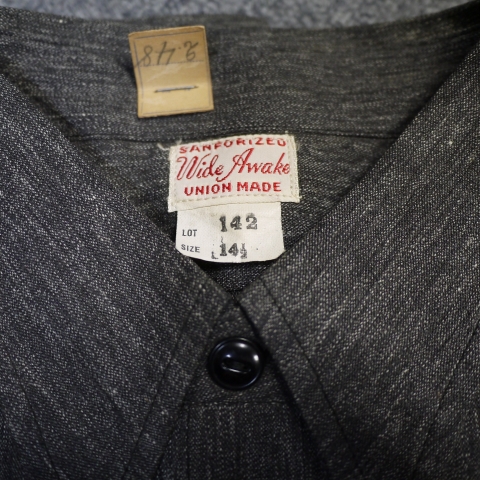 2.48
SANFORIZED
Wide Awake
UNION MADE
LOT 142
SIZE 14½